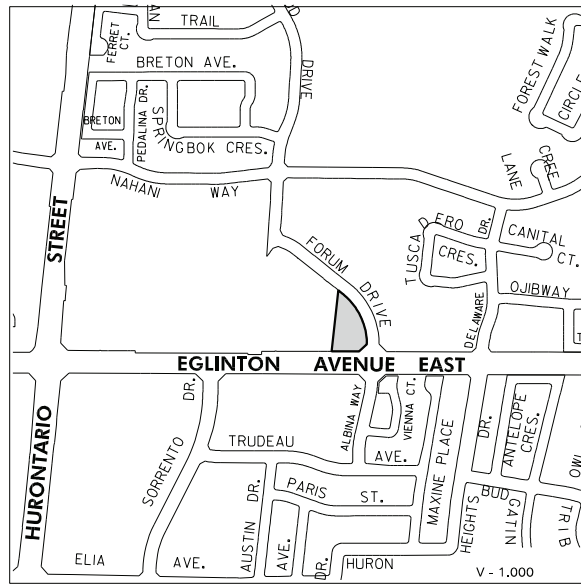 TRAIL
FERRET CT.
BRETON AVE.
DRIVE
FOREST WALK
CIRCLE
BRETON
AVE.
PEDALINA DR.
SPRINGBOK CRES.
NAHANI WAY
CREE
LANE
STREET
FORUM DRIVE
TUSCADERO
CRES.
DR.
DELAWARE
CANITAL
CT.
OJIBWAY
EGLINTON AVENUE EAST
HURONTARIO
SORRENTO
DR.
TRUDEAU
AVE.
ALBINA WAY
VIENNA CT.
MAXINE PLACE
DR.
ANTELOPE
CRES.
PARIS ST.
AUSTIN DR.
AVE.
DR.
HURON
HEIGHTS
BUD
GATIN
TRIB
ELIA AVE.
V - 1.000